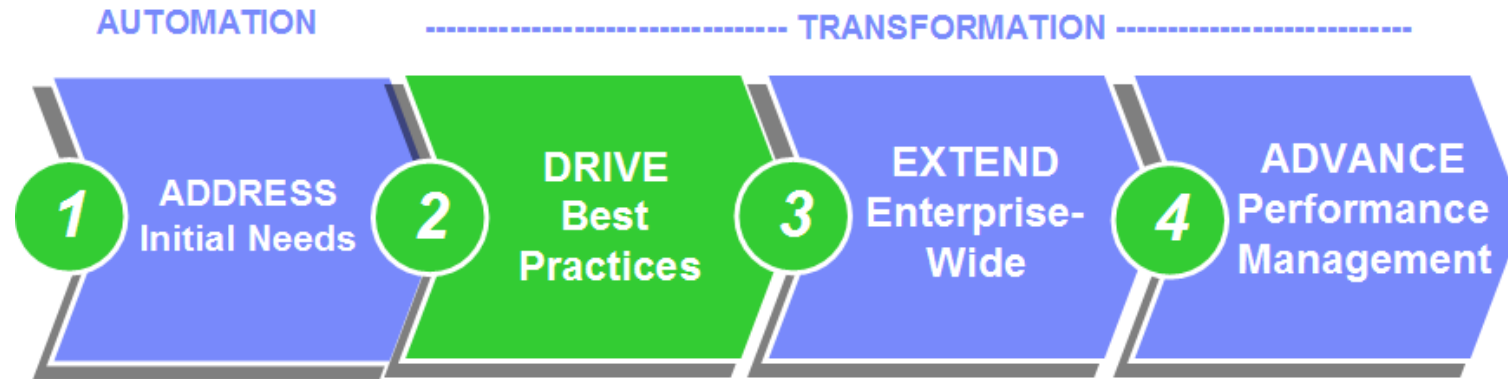 AUTOMATION
--------------------------------- TRANSFORMATION ---------------------------
1
ADDRESS
Initial Needs
2
DRIVE
Best
Practices
3
EXTEND
Enterprise-
Wide
4
ADVANCE
Performance
Management